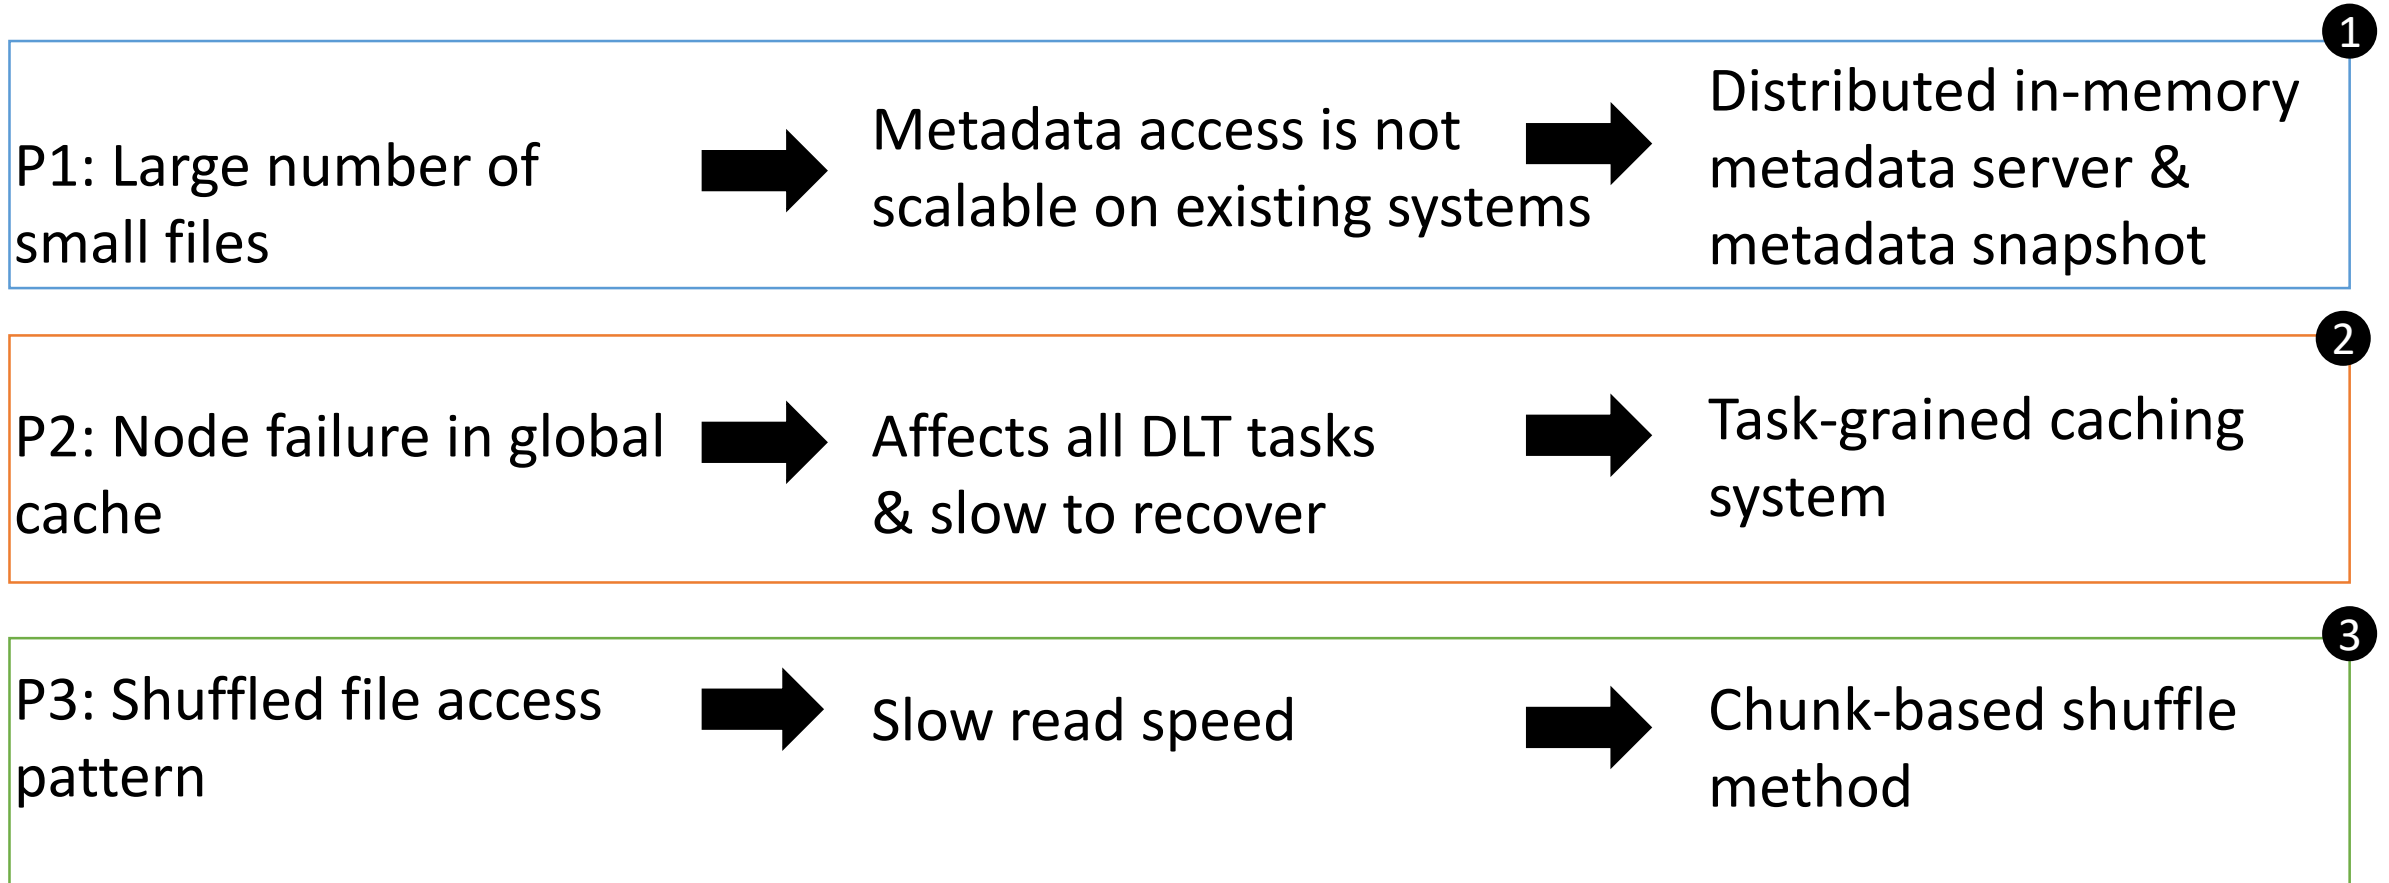 1
P1: Large number of
small files
Metadata access is not
scalable on existing systems
Distributed in-memory
metadata server &
metadata snapshot
2
P2: Node failure in global
cache
Affects all DLT tasks
& slow to recover
Task-grained caching
system
3
P3: Shuffled file access
pattern
Slow read speed
Chunk-based shuffle
method